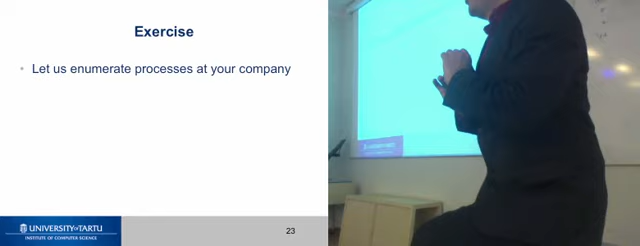 Exercise
Let us enumerate processes at your company
UNIVERSITY OF TARTU
INSTITUTE OF COMPUTER SCIENCE
23